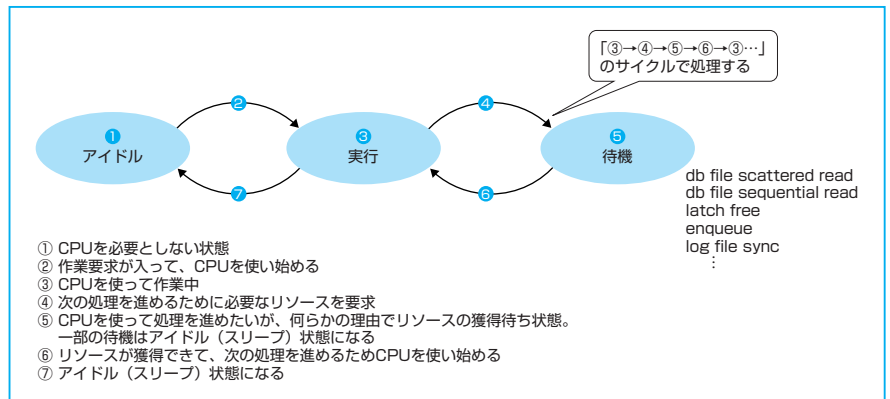 「③→④→⑤→⑥→③…」
のサイクルで処理する
②
④
①
アイドル
③
実行
⑤
待機
⑦
⑥
db file scattered read
db file sequential read
latch free
enqueue
log file sync
⋮
① CPUを必要としない状態
② 作業要求が入って、CPUを使い始める
③ CPUを使って作業中
④ 次の処理を進めるために必要なリソースを要求
⑤ CPUを使って処理を進めたいが、何らかの理由でリソースの獲得待ち状態。
一部の待機はアイドル（スリープ）状態になる
⑥ リソースが獲得できて、次の処理を進めるためCPUを使い始める
⑦ アイドル（スリープ）状態になる